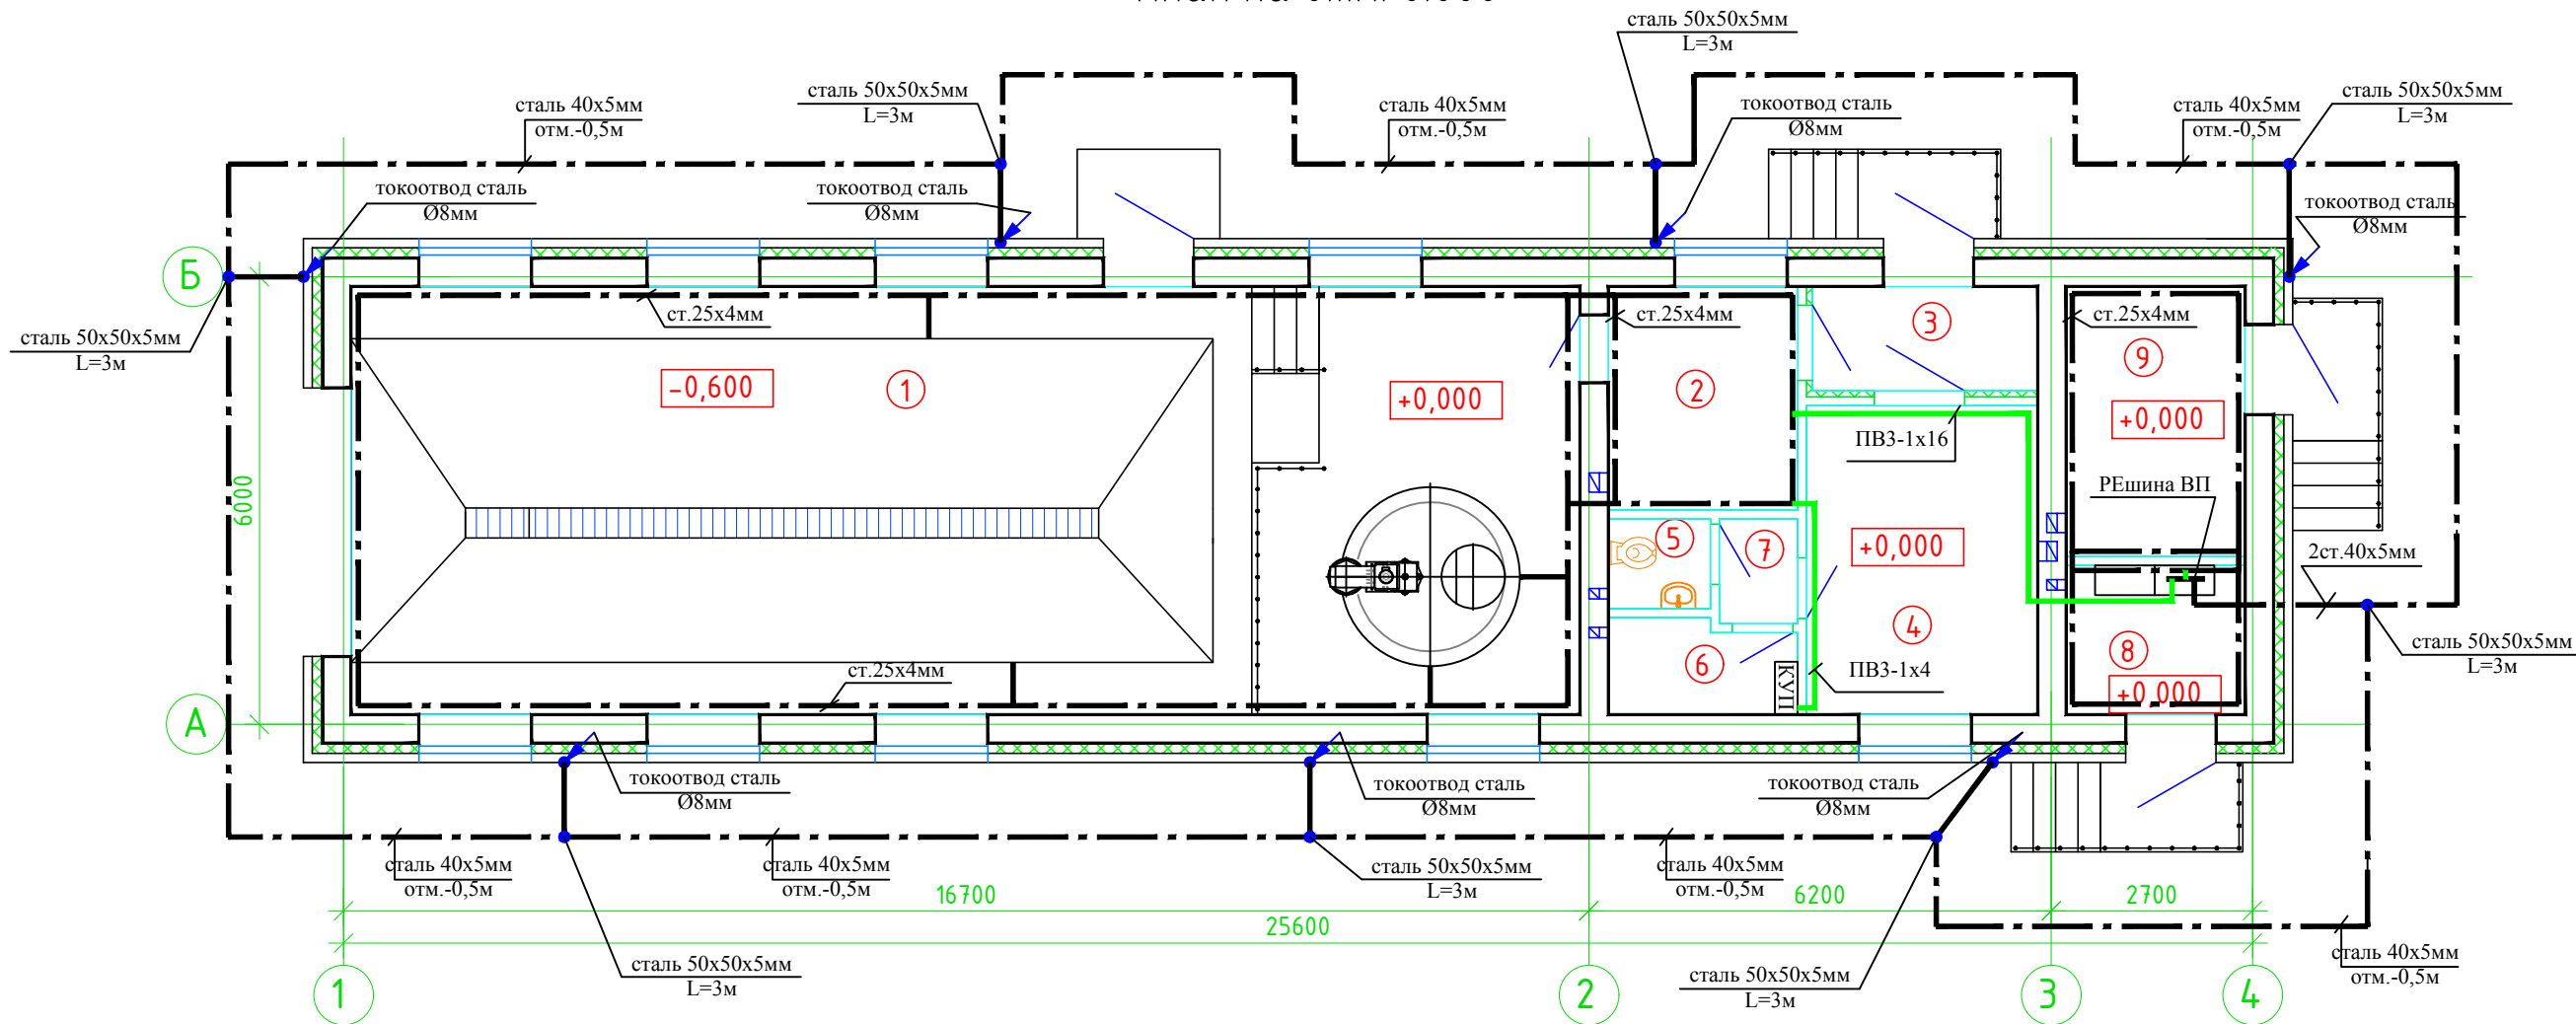 сталь 50х50х5мм
L=3м
сталь 50х50х5мм
L=3м
сталь 40х5мм
отм.-0,5м
сталь 40х5мм
отм.-0,5м
токоотвод сталь
Ø8мм
сталь 40х5мм
отм.-0,5м
сталь 50х50х5мм
L=3м
токоотвод сталь
Ø8мм
токоотвод сталь
Ø8мм
токоотвод сталь
Ø8мм
Б
сталь 50х50х5мм
L=3м
ст.25х4мм
ст.25х4мм
3
ст.25х4мм
9
-0,600
1
+0,000
2
+0,000
ПВ3-1х16
6000
РЕшина ВП
5
7
+0,000
2ст.40х5мм
4
6
КУП
ПВ3-1х4
8
+0,000
сталь 50х50х5мм
L=3м
ст.25х4мм
А
токоотвод сталь
Ø8мм
токоотвод сталь
Ø8мм
токоотвод сталь
Ø8мм
сталь 40х5мм
отм.-0,5м
сталь 40х5мм
отм.-0,5м
сталь 50х50х5мм
L=3м
сталь 40х5мм
отм.-0,5м
16700
6200
2700
25600
сталь 50х50х5мм
L=3м
сталь 50х50х5мм
L=3м
сталь 40х5мм
отм.-0,5м
1
2
3
4